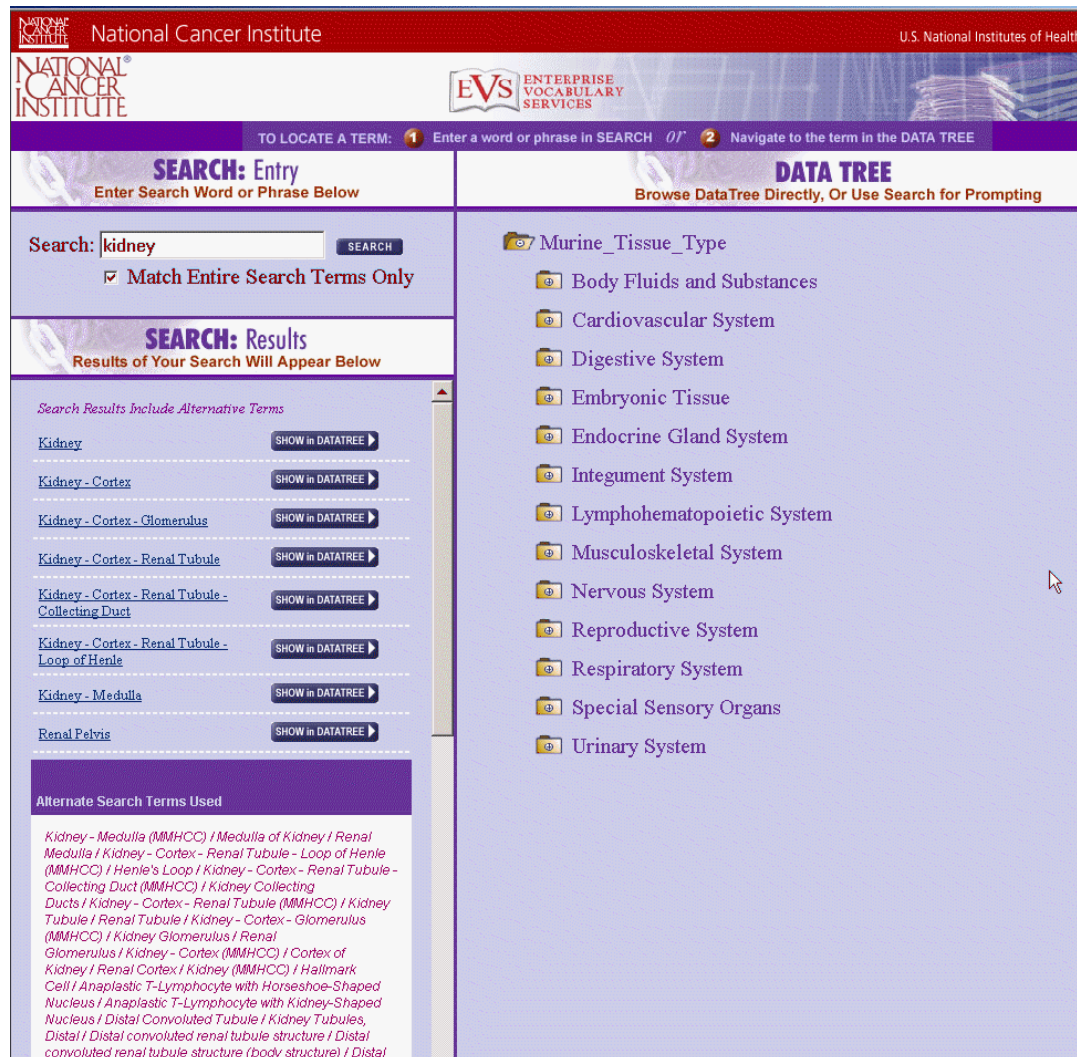 NATIONAL
CANCER
INSTITUTE
National Cancer Institute
U.S. National Institutes of Health
NATIONAL®
CANCER
INSTITUTE
EVS ENTERPRISE
VOCABULARY
SERVICES
TO LOCATE A TERM: 1 Enter a word or phrase in SEARCH or 2 Navigate to the term in the DATA TREE
SEARCH: Entry
Enter Search Word or Phrase Below
Search: kidney SEARCH
Match Entire Search Terms Only
SEARCH: Results
Results of Your Search Will Appear Below
Search Results Include Alternative Terms
Kidney SHOW in DATATREE
Kidney - Cortex SHOW in DATATREE
Kidney - Cortex - Glomerulus SHOW in DATATREE
Kidney - Cortex - Renal Tubule SHOW in DATATREE
Kidney - Cortex - Renal Tubule -
Collecting Duct SHOW in DATATREE
Kidney - Cortex - Renal Tubule -
Loop of Henle SHOW in DATATREE
Kidney - Medulla SHOW in DATATREE
Renal Pelvis SHOW in DATATREE
Alternate Search Terms Used
Kidney - Medulla (MMHCC) / Medulla of Kidney / Renal
Medulla / Kidney - Cortex - Renal Tubule - Loop of Henle
(MMHCC) / Henle's Loop / Kidney - Cortex - Renal Tubule -
Collecting Duct (MMHCC) / Kidney Collecting
Ducts / Kidney - Cortex - Renal Tubule (MMHCC) / Kidney
Tubule / Renal Tubule / Kidney - Cortex - Glomerulus
(MMHCC) / Kidney Glomerulus / Renal
Glomerulus / Kidney - Cortex (MMHCC) / Cortex of
Kidney / Renal Cortex / Kidney (MMHCC) / Hallmark
Cell / Anaplastic T-Lymphocyte with Horseshoe-Shaped
Nucleus / Anaplastic T-Lymphocyte with Kidney-Shaped
Nucleus / Distal Convoluted Tubule / Kidney Tubules,
Distal / Distal convoluted renal tubule structure / Distal
convoluted renal tubule structure (body structure) / Distal
DATA TREE
Browse DataTree Directly, Or Use Search for Prompting
Murine_Tissue_Type
Body Fluids and Substances
Cardiovascular System
Digestive System
Embryonic Tissue
Endocrine Gland System
Integument System
Lymphohematopoietic System
Musculoskeletal System
Nervous System
Reproductive System
Respiratory System
Special Sensory Organs
Urinary System